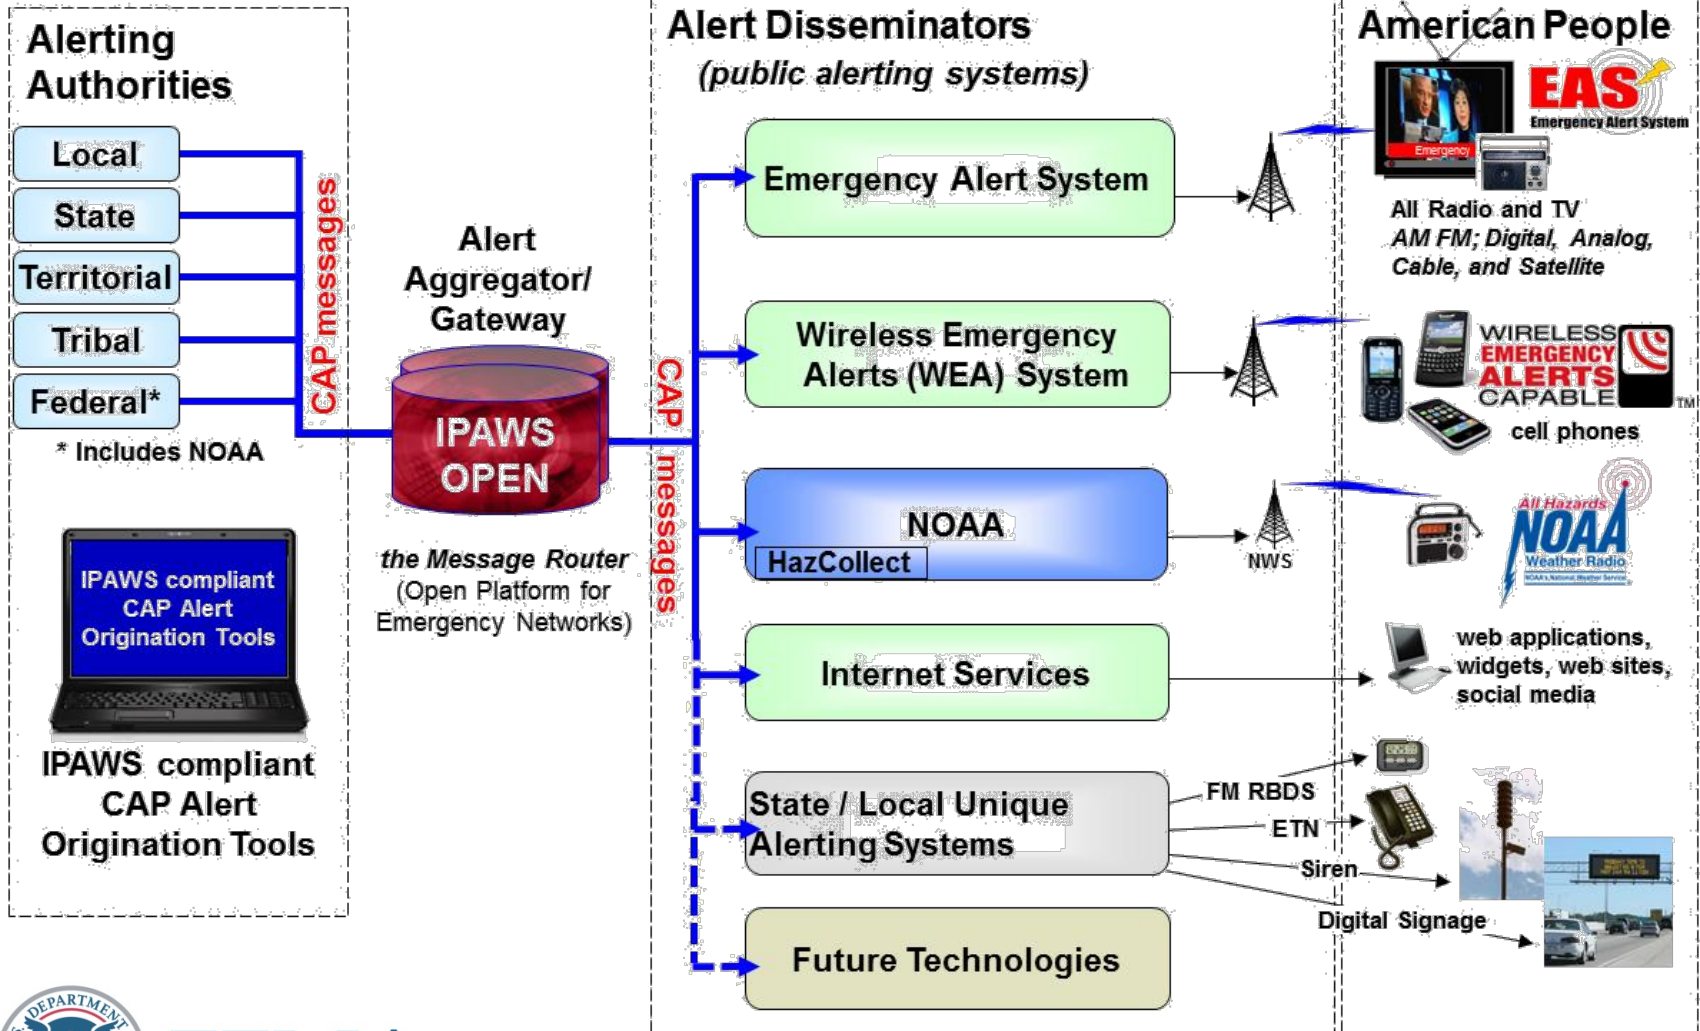 Alerting
Authorities
Local
State
Territorial
Tribal
Federal*
* Includes NOAA
CAP messages
IPAWS compliant
CAP Alert
Origination Tools
IPAWS compliant
CAP Alert
Origination Tools
Alert
Aggregator/
Gateway
IPAWS
OPEN
the Message Router
(Open Platform for
Emergency Networks)
CAP messages
Alert Disseminators
(public alerting systems)
Emergency Alert System
Wireless Emergency
Alerts (WEA) System
NOAA
HazCollect
NWS
Internet Services
State / Local Unique
Alerting Systems
FM RBDS
ETN
Siren
Digital Signage
Future Technologies
American People
Emergency
EAS
Emergency Alert System
All Radio and TV
AM FM; Digital, Analog,
Cable, and Satellite
WIRELESS
EMERGENCY
ALERTS
CAPABLE
TM
cell phones
All Hazards
NOAA
Weather Radio
NOAA's National Weather Service
web applications,
widgets, web sites,
social media
DEPARTMENT